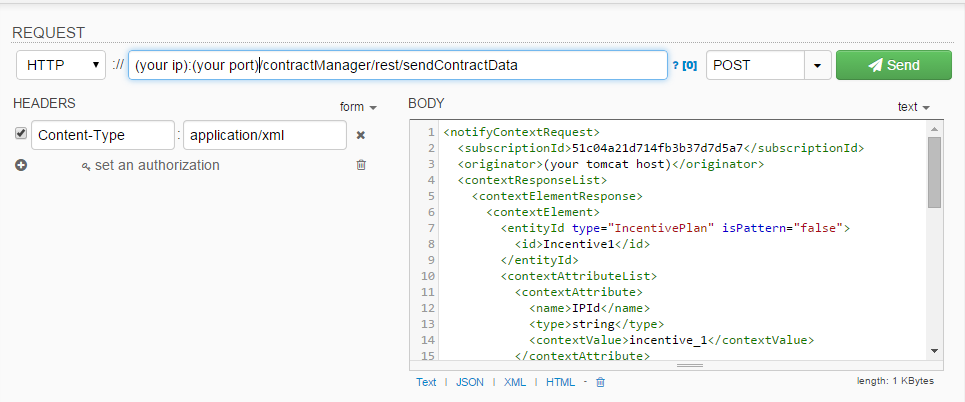 REQUEST
HTTP :// (your ip):(your port)/contractManager/rest/sendContractData ? [0] POST Send
HEADERS form
Content-Type : application/xml
set an authorization
BODY text
1 <notifyContextRequest>
2 <subscriptionId>51c04a21d714fb3b37d7d5a7</subscriptionId>
3 <originator>(your tomcat host)</originator>
4 <contextResponseList>
5 <contextElementResponse>
6 <contextElement>
7 <entityId type="IncentivePlan" isPattern="false">
8 <id>Incentive1</id>
9 </entityId>
10 <contextAttributeList>
11 <contextAttribute>
12 <name>IPId</name>
13 <type>string</type>
14 <contextValue>incentive_1</contextValue>
15 </contextAttribute>
Text | JSON | XML | HTML - length: 1 KBytes